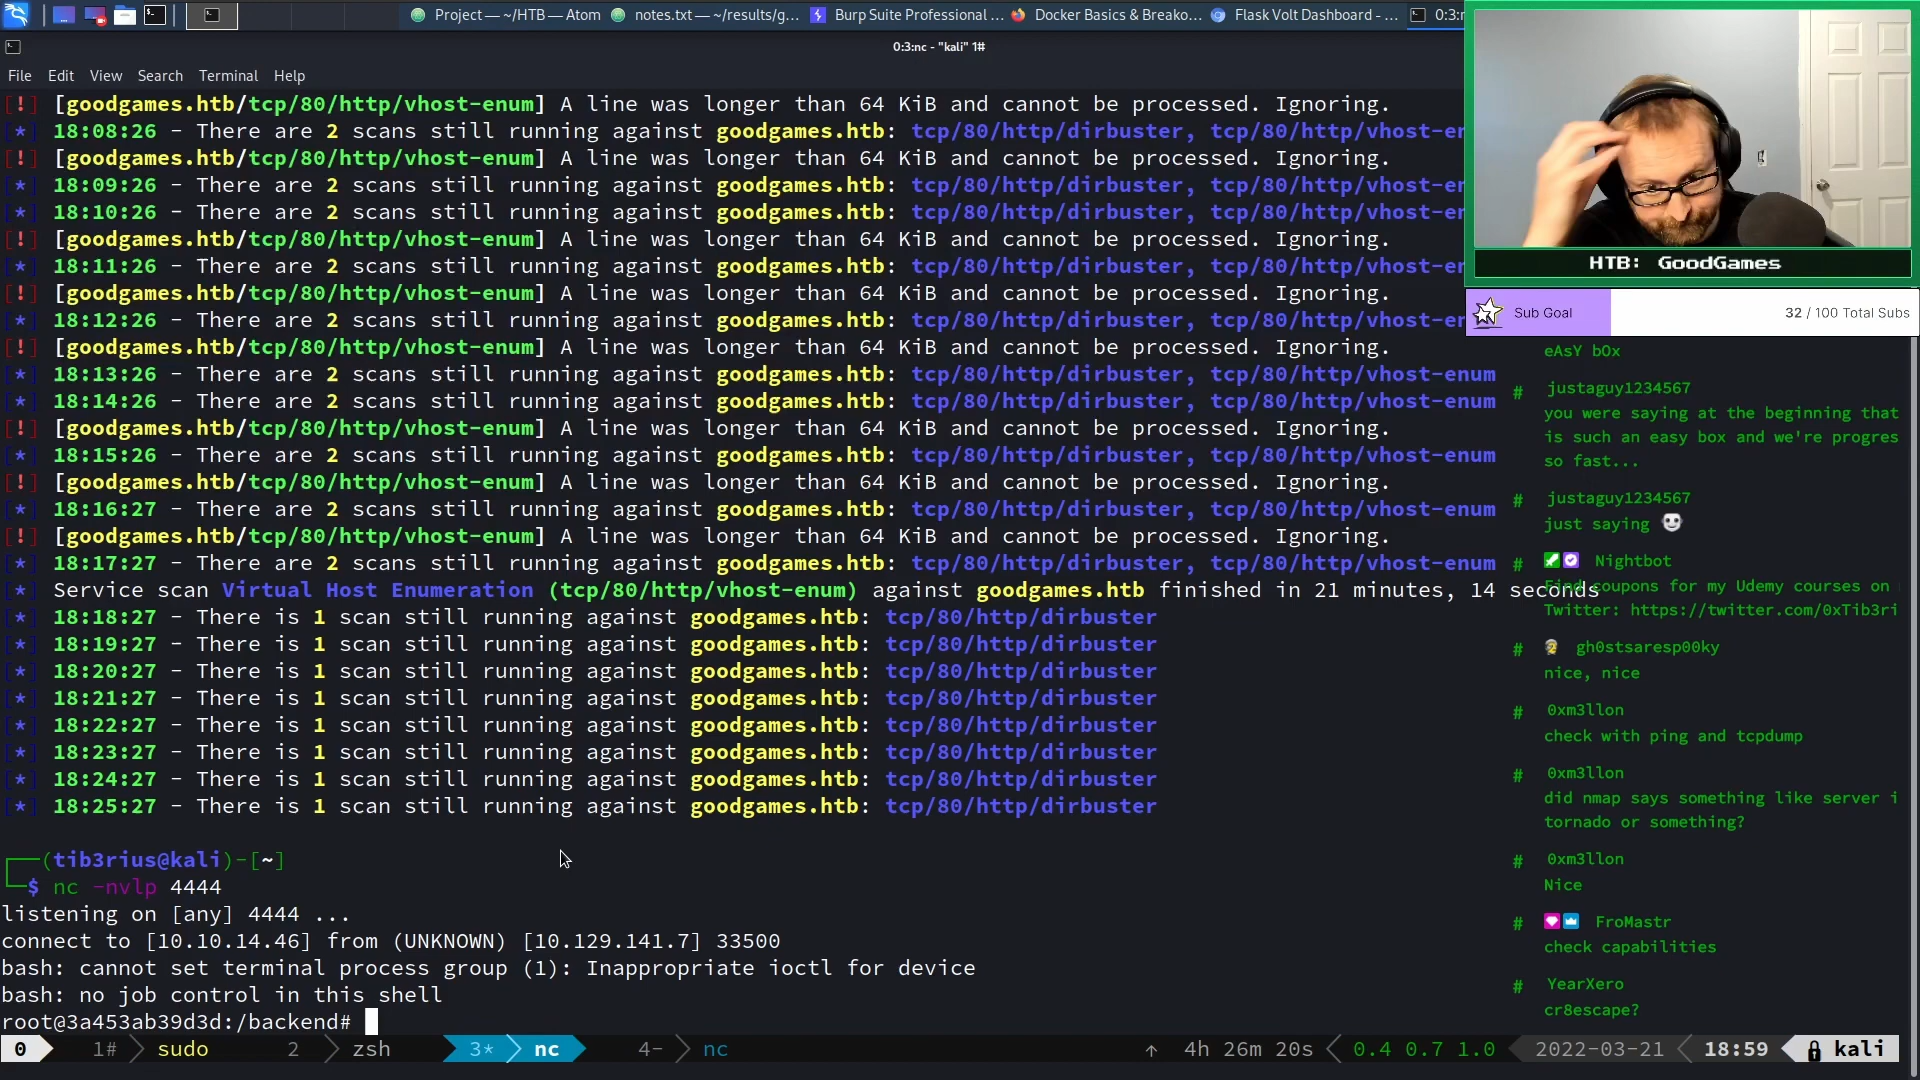 Project — ~/HTB — Atom
notes.txt — ~/results/g...
Burp Suite Professional ...
Docker Basics & Breako...
Flask Volt Dashboard - ...
0:3:n
0:3:nc - "kali" 1#
File Edit View Search Terminal Help
[!] [goodgames.htb/tcp/80/http/vhost-enum] A line was longer than 64 KiB and cannot be processed. Ignoring.
[*] 18:08:26 - There are 2 scans still running against goodgames.htb: tcp/80/http/dirbuster, tcp/80/http/vhost-en
[!] [goodgames.htb/tcp/80/http/vhost-enum] A line was longer than 64 KiB and cannot be processed. Ignoring.
[*] 18:09:26 - There are 2 scans still running against goodgames.htb: tcp/80/http/dirbuster, tcp/80/http/vhost-en
[*] 18:10:26 - There are 2 scans still running against goodgames.htb: tcp/80/http/dirbuster, tcp/80/http/vhost-en
[!] [goodgames.htb/tcp/80/http/vhost-enum] A line was longer than 64 KiB and cannot be processed. Ignoring.
[*] 18:11:26 - There are 2 scans still running against goodgames.htb: tcp/80/http/dirbuster, tcp/80/http/vhost-en
[!] [goodgames.htb/tcp/80/http/vhost-enum] A line was longer than 64 KiB and cannot be processed. Ignoring.
[*] 18:12:26 - There are 2 scans still running against goodgames.htb: tcp/80/http/dirbuster, tcp/80/http/vhost-en
[!] [goodgames.htb/tcp/80/http/vhost-enum] A line was longer than 64 KiB and cannot be processed. Ignoring.
[*] 18:13:26 - There are 2 scans still running against goodgames.htb: tcp/80/http/dirbuster, tcp/80/http/vhost-enum
[*] 18:14:26 - There are 2 scans still running against goodgames.htb: tcp/80/http/dirbuster, tcp/80/http/vhost-enum
[!] [goodgames.htb/tcp/80/http/vhost-enum] A line was longer than 64 KiB and cannot be processed. Ignoring.
[*] 18:15:26 - There are 2 scans still running against goodgames.htb: tcp/80/http/dirbuster, tcp/80/http/vhost-enum
[!] [goodgames.htb/tcp/80/http/vhost-enum] A line was longer than 64 KiB and cannot be processed. Ignoring.
[*] 18:16:27 - There are 2 scans still running against goodgames.htb: tcp/80/http/dirbuster, tcp/80/http/vhost-enum
[!] [goodgames.htb/tcp/80/http/vhost-enum] A line was longer than 64 KiB and cannot be processed. Ignoring.
[*] 18:17:27 - There are 2 scans still running against goodgames.htb: tcp/80/http/dirbuster, tcp/80/http/vhost-enum
[*] Service scan Virtual Host Enumeration (tcp/80/http/vhost-enum) against goodgames.htb finished in 21 minutes, 14 seconds
[*] 18:18:27 - There is 1 scan still running against goodgames.htb: tcp/80/http/dirbuster
[*] 18:19:27 - There is 1 scan still running against goodgames.htb: tcp/80/http/dirbuster
[*] 18:20:27 - There is 1 scan still running against goodgames.htb: tcp/80/http/dirbuster
[*] 18:21:27 - There is 1 scan still running against goodgames.htb: tcp/80/http/dirbuster
[*] 18:22:27 - There is 1 scan still running against goodgames.htb: tcp/80/http/dirbuster
[*] 18:23:27 - There is 1 scan still running against goodgames.htb: tcp/80/http/dirbuster
[*] 18:24:27 - There is 1 scan still running against goodgames.htb: tcp/80/http/dirbuster
[*] 18:25:27 - There is 1 scan still running against goodgames.htb: tcp/80/http/dirbuster
(tib3rius@kali)-[~]
$ nc -nvlp 4444
listening on [any] 4444 ...
connect to [10.10.14.46] from (UNKNOWN) [10.129.141.7] 33500
bash: cannot set terminal process group (1): Inappropriate ioctl for device
bash: no job control in this shell
root@3a453ab39d3d:/backend#
HTB: GoodGames
Sub Goal 32 / 100 Total Subs
eAsY bOx
# justaguy1234567
you were saying at the beginning that
is such an easy box and we're progres
so fast...
# justaguy1234567
just saying
# Nightbot
Find coupons for my Udemy courses on
Twitter: https://twitter.com/0xTib3ri
# gh0stsaresp00ky
nice, nice
# 0xm3llon
check with ping and tcpdump
# 0xm3llon
did nmap says something like server i
tornado or something?
# 0xm3llon
Nice
# FroMastr
check capabilities
# YearXero
cr8escape?
0 1# sudo 2 zsh 3* nc 4- nc ↑ 4h 26m 20s 0.4 0.7 1.0 2022-03-21 18:59 kali